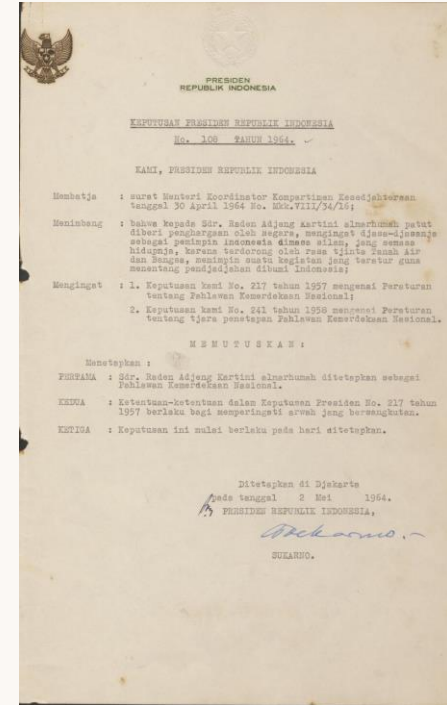 PRESIDEN
REPUBLIK INDONESIA
KEPUTUSAN PRESIDEN REPUBLIK INDONESIA
No. 108 TAHUN 1964.
KAMI, PRESIDEN REPUBLIK INDONESIA
Membatja : surat Menteri Koordinator Kompartimen Kesedjahteraan
tanggal 30 April 1964 No. Mkk.VIII/34/16;
Menimbang : bahwa kepada Sdr. Raden Adjeng Kartini almarhumah patut
diberi penghargaan oleh negara, mengingat djasa-djasanja
sebagai pemimpin Indonesia dimasa silam, jang semasa
hidupnja, karena terdorong oleh rasa tjinta Tanah Air
dan Bangsa, memimpin suatu kegiatan jang teratur guna
menentang pendjadjahan dibumi Indonesia;
Mengingat : 1. Keputusan kami No. 217 tahun 1957 mengenai Peraturan
tentang Pahlawan Kemerdekaan Nasional;
2. Keputusan kami No. 241 tahun 1958 mengenai Peraturan
tentang tjara penetapan Pahlawan Kemerdekaan Nasional.
M E M U T U S K A N :
Menetapkan :
PERTAMA : Sdr. Raden Adjeng Kartini almarhumah ditetapkan sebagai
Pahlawan Kemerdekaan Nasional.
KEDUA : Ketentuan-ketentuan dalam Keputusan Presiden No. 217 tahun
1957 berlaku bagi memperingati arwah jang bersangkutan.
KETIGA : Keputusan ini mulai berlaku pada hari ditetapkan.
Ditetapkan di Djakarta
pada tanggal 2 Mei 1964.
PRESIDEN REPUBLIK INDONESIA,
Soekarno.-
SUKARNO.